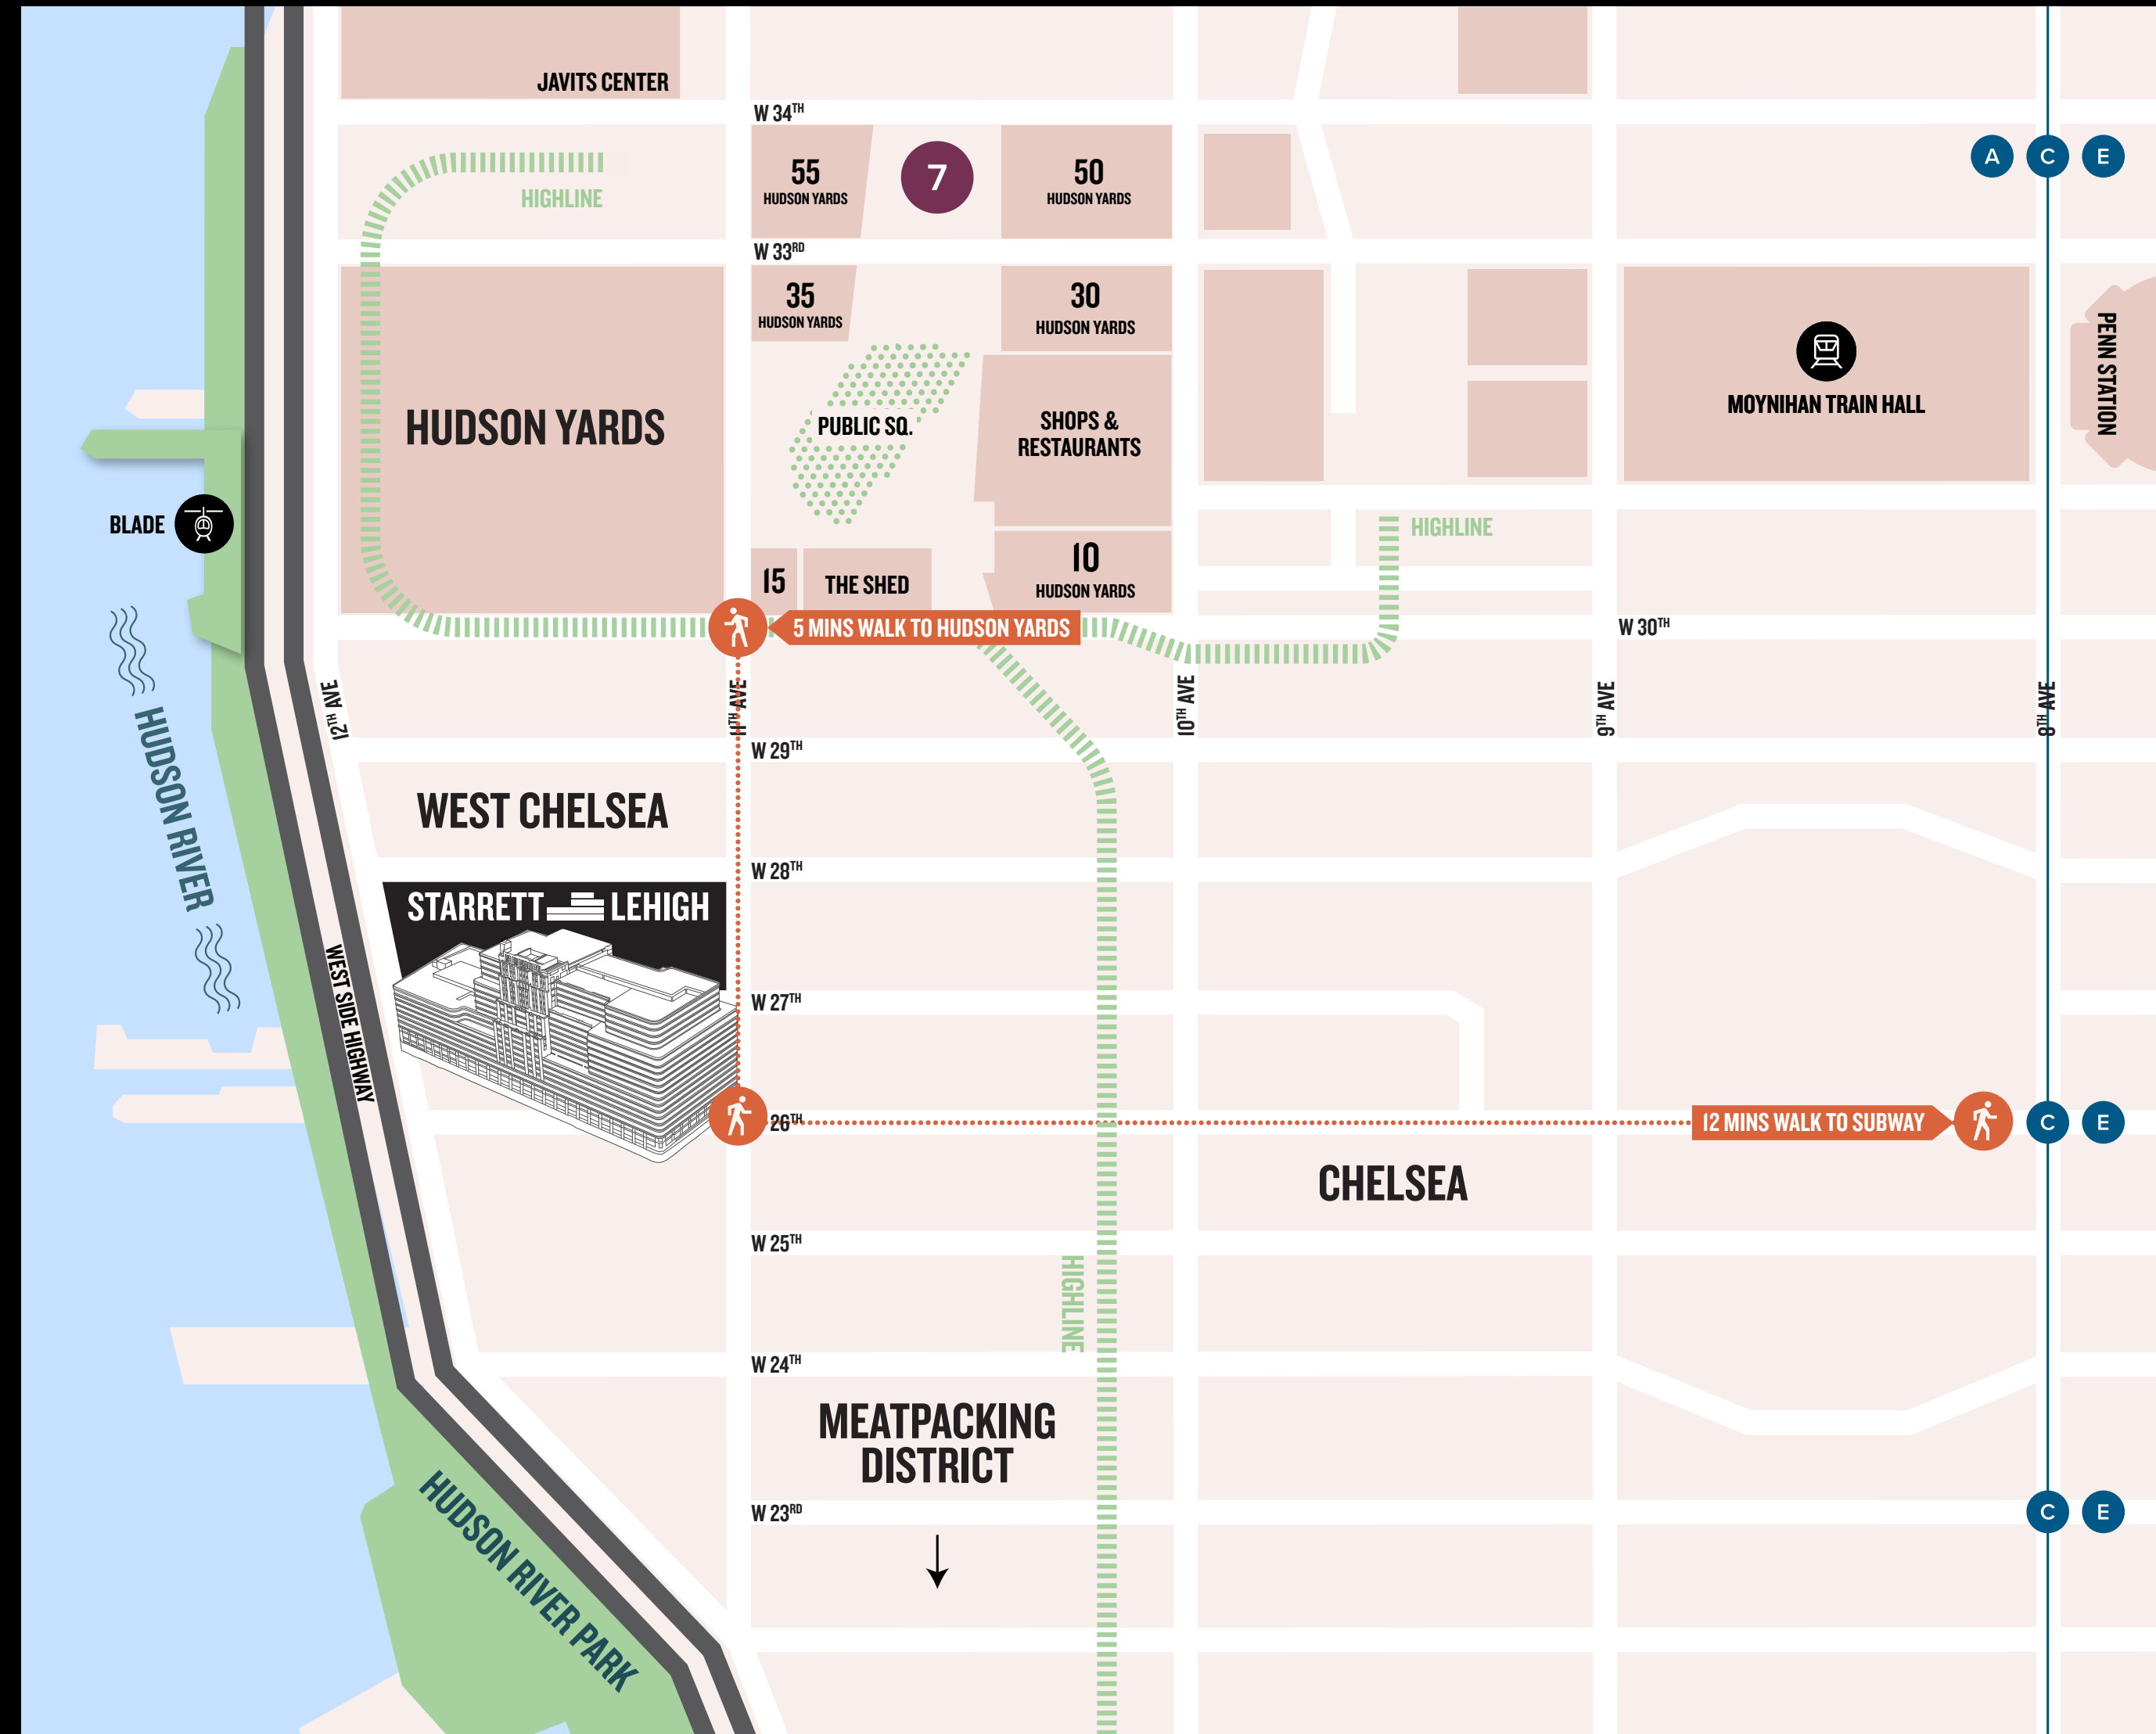 JAVITS CENTER
W 34TH
HIGHLINE
55
HUDSON YARDS
7
50
HUDSON YARDS
A C E
W 33RD
35
HUDSON YARDS
30
HUDSON YARDS
HUDSON YARDS
PUBLIC SQ.
SHOPS &
RESTAURANTS
MOYNIHAN TRAIN HALL
PENN STATION
BLADE
HIGHLINE
15
THE SHED
10
HUDSON YARDS
5 MINS WALK TO HUDSON YARDS
W 30TH
12TH AVE
11TH AVE
10TH AVE
9TH AVE
8TH AVE
HUDSON RIVER
W 29TH
WEST CHELSEA
W 28TH
STARRETT LEHIGH
WEST SIDE HIGHWAY
W 27TH
26TH
12 MINS WALK TO SUBWAY
C E
CHELSEA
W 25TH
HIGHLINE
W 24TH
MEATPACKING
DISTRICT
W 23RD
C E
HUDSON RIVER PARK